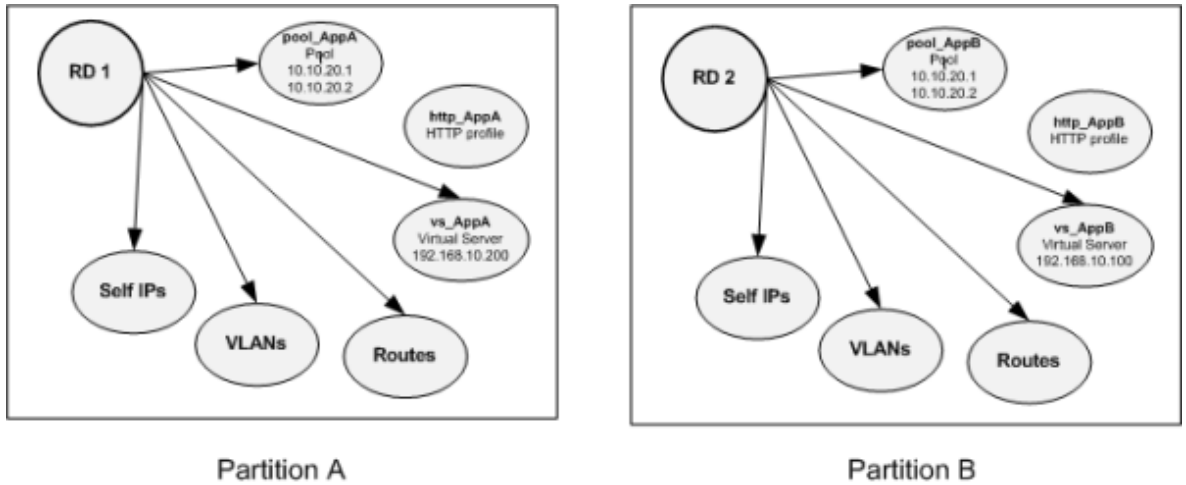 RD 1
pool_AppA
Pool
10.10.20.1
10.10.20.2
http_AppA
HTTP profile
vs_AppA
Virtual Server
192.168.10.200
Self IPs
VLANs
Routes
Partition A
RD 2
pool_AppB
Pool
10.10.20.1
10.10.20.2
http_AppB
HTTP profile
vs_AppB
Virtual Server
192.168.10.100
Self IPs
VLANs
Routes
Partition B